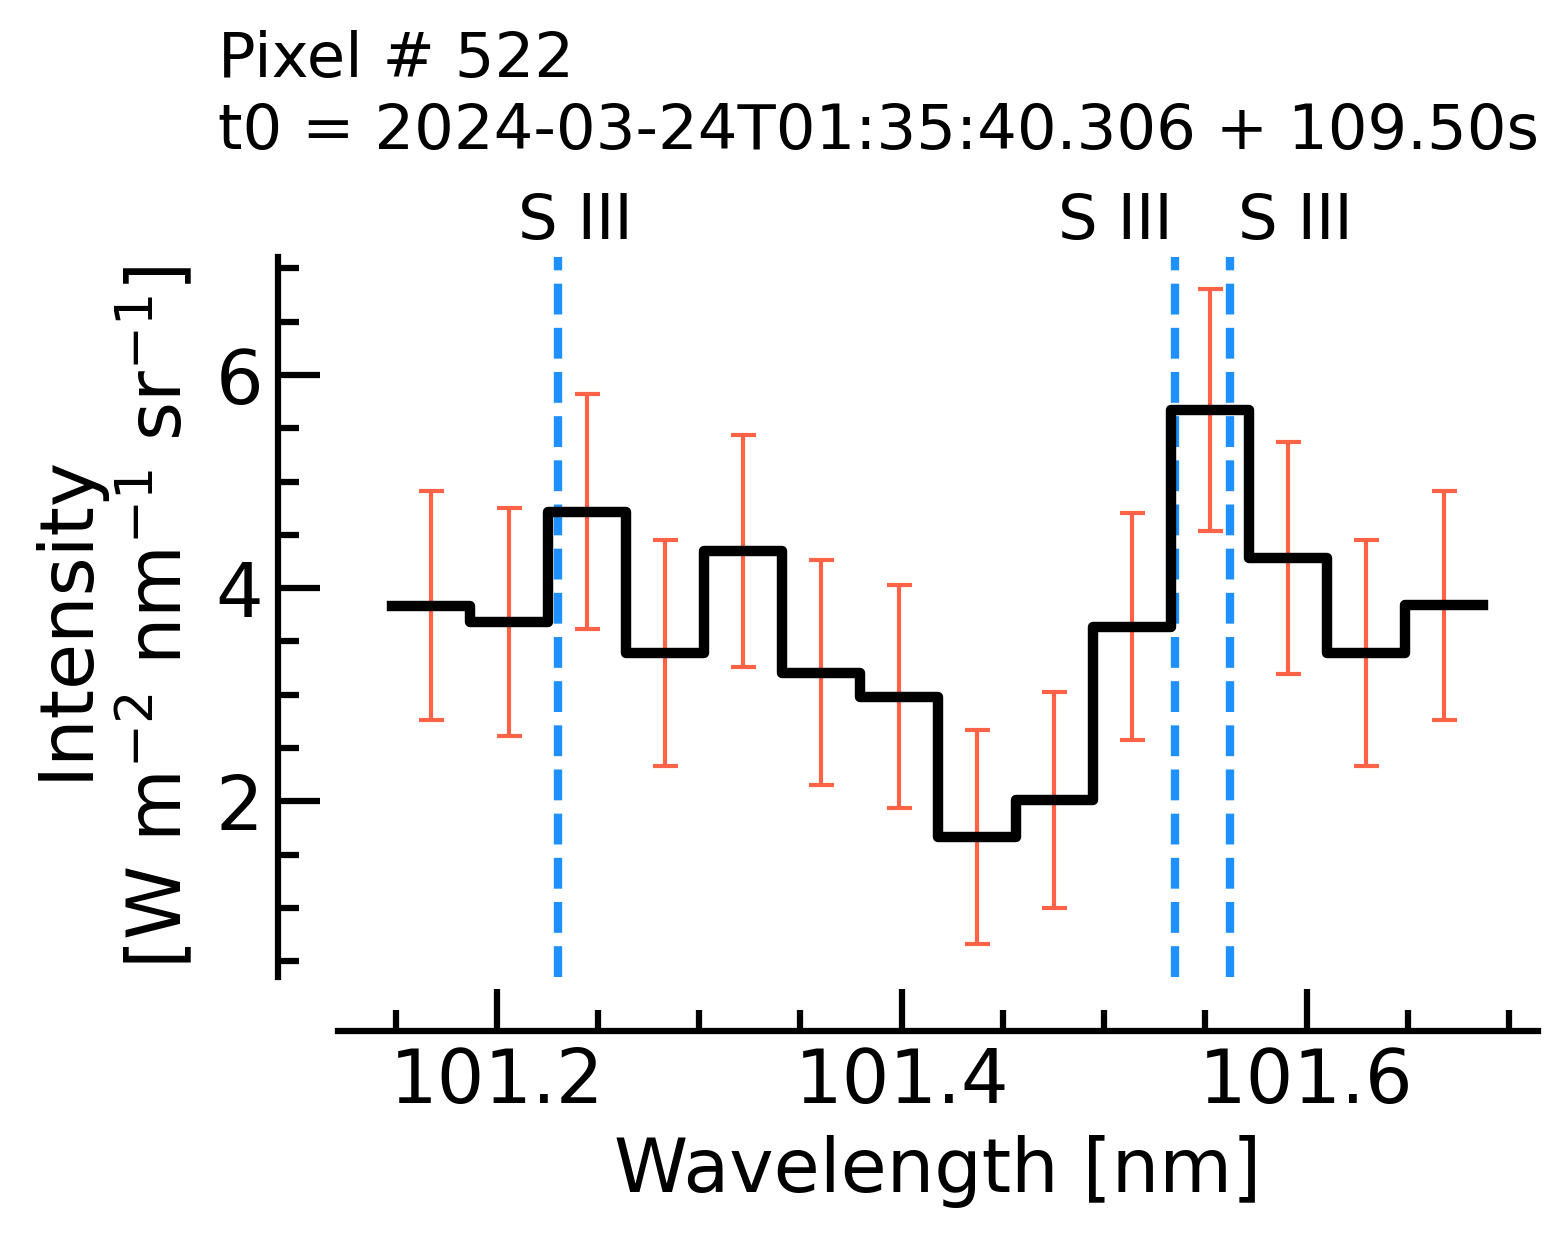 Pixel # 522
t0 = 2024-03-24T01:35:40.306 + 109.50s
S III S III S III
Intensity
[W m⁻² nm⁻¹ sr⁻¹]
6
4
2
101.2 101.4 101.6
Wavelength [nm]